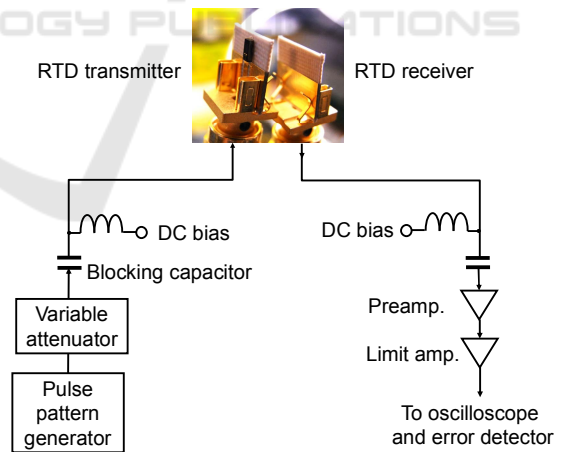 RTD transmitter
RTD receiver
DC bias
DC bias
Blocking capacitor
Variable
attenuator
Preamp.
Limit amp.
Pulse
pattern
generator
To oscilloscope
and error detector